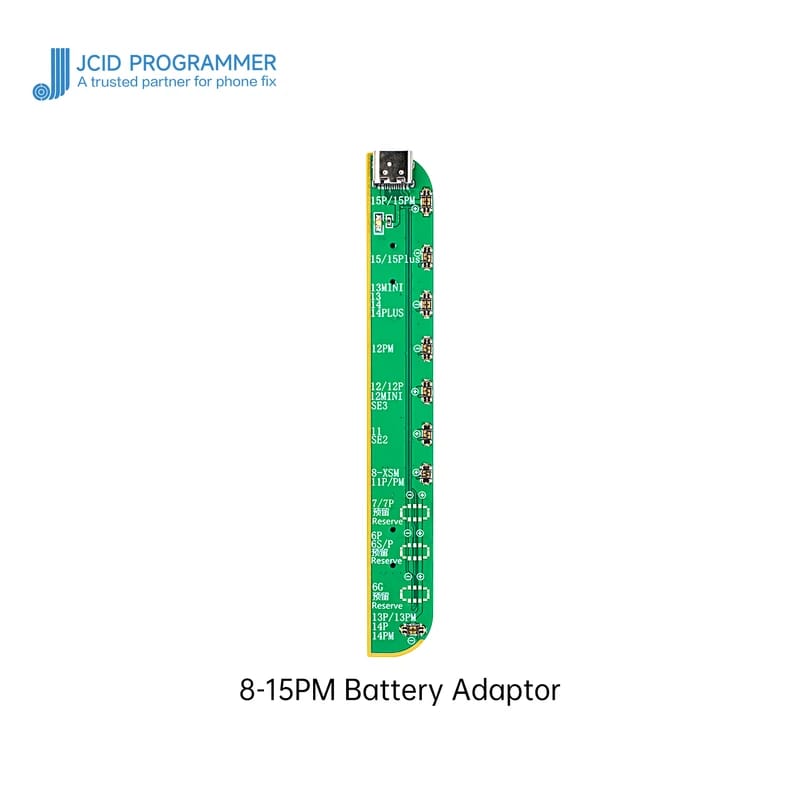 JCID PROGRAMMER
A trusted partner for phone fix
15P/15PM
15/15Plus
13MINI
13
14
14PLUS
12PM
12/12P
12MINI
SE3
11
SE2
8-XSM
11P/PM
7/7P
预留
Reserve
6P
6S/P
预留
Reserve
6G
预留
Reserve
13P/13PM
14P
14PM
8-15PM Battery Adaptor